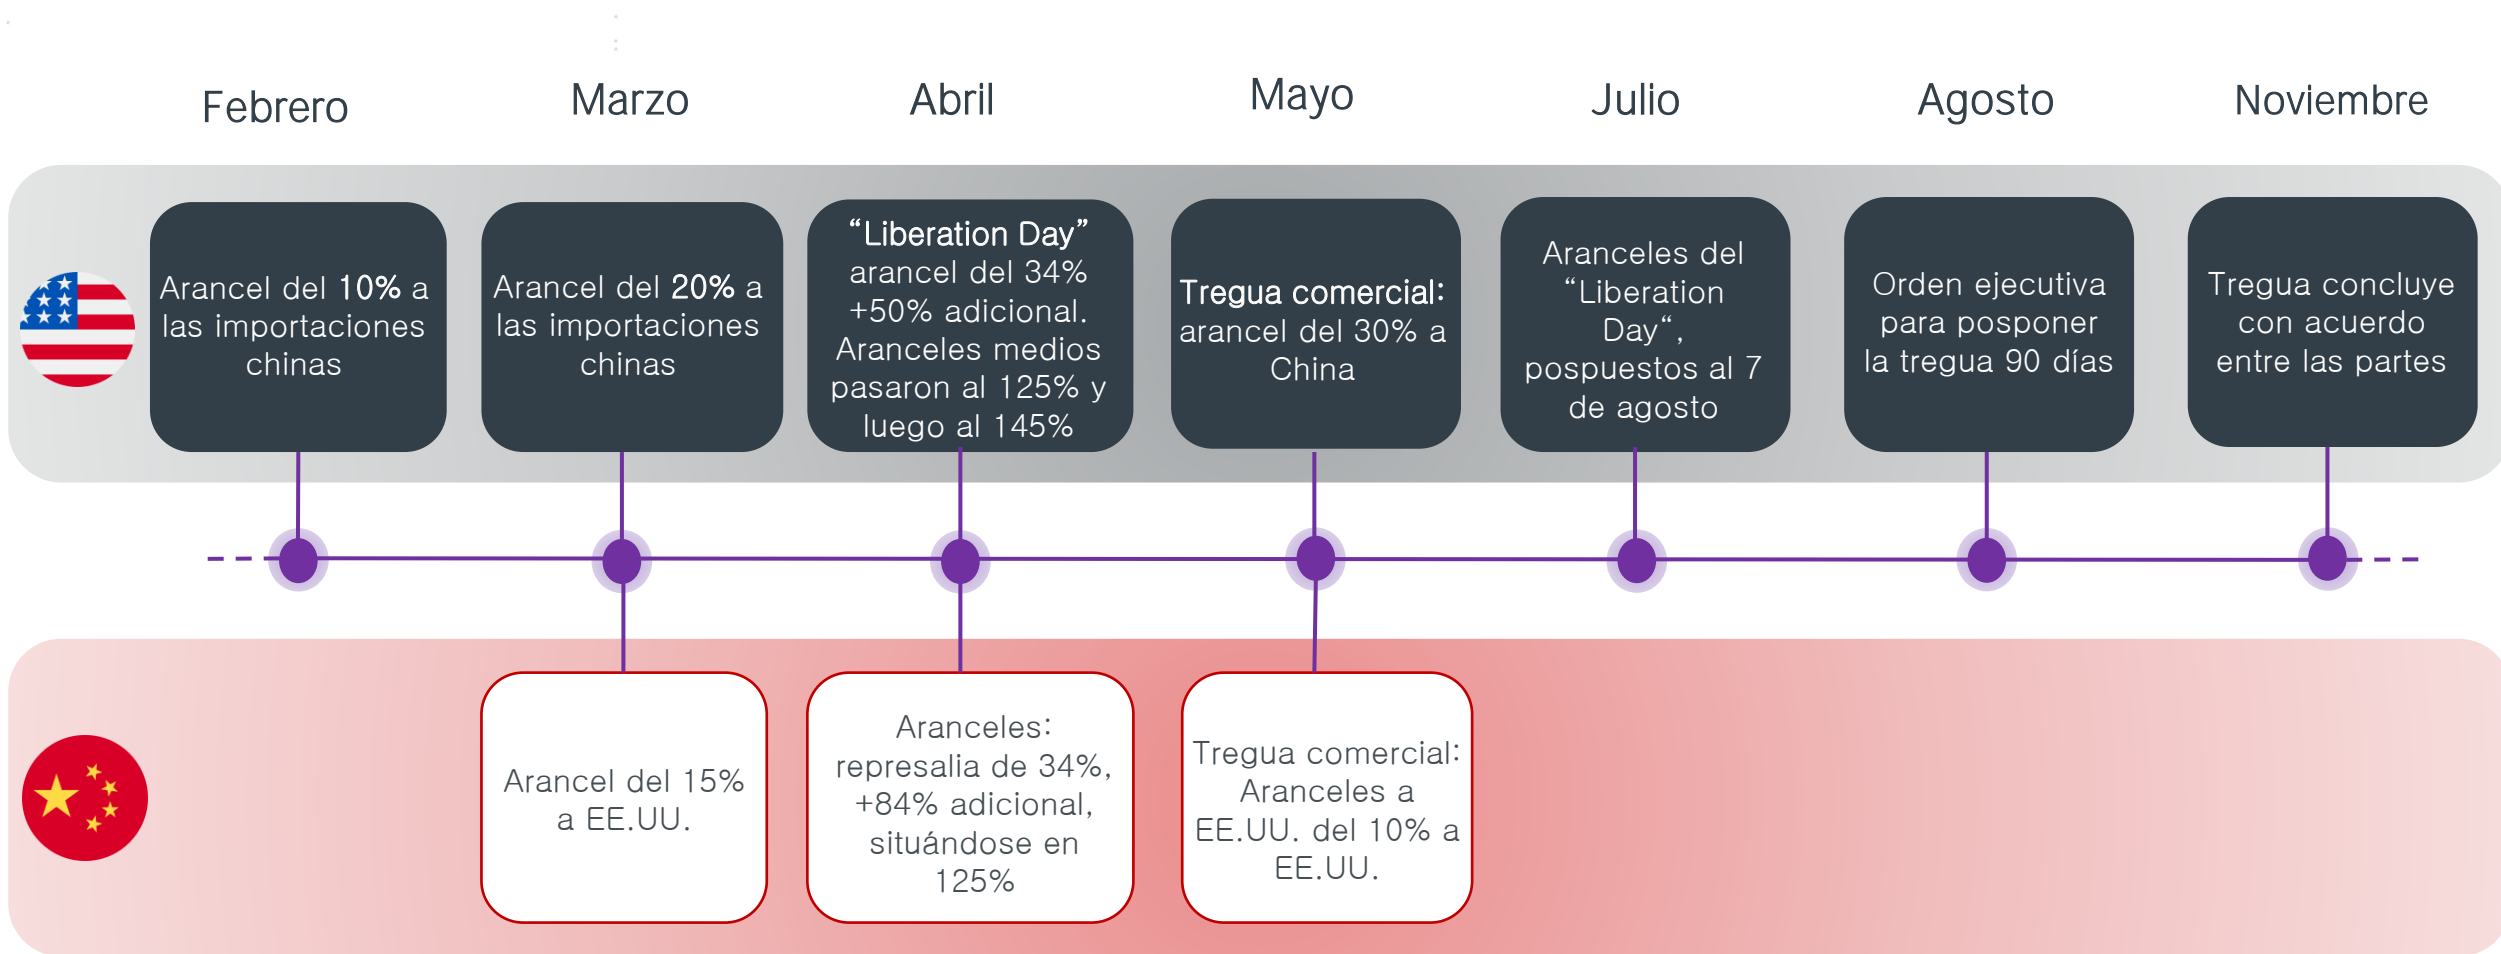 Febrero
Marzo
Abril
Mayo
Julio
Agosto
Noviembre
Arancel del 10% a
las importaciones
chinas
Arancel del 20% a
las importaciones
chinas
“Liberation Day”
arancel del 34%
+50% adicional.
Aranceles medios
pasaron al 125% y
luego al 145%
Tregua comercial:
arancel del 30% a
China
Aranceles del
“Liberation
Day“,
pospuestos al 7
de agosto
Orden ejecutiva
para posponer
la tregua 90 días
Tregua concluye
con acuerdo
entre las partes
Arancel del 15%
a EE.UU.
Aranceles:
represalia de 34%,
+84% adicional,
situándose en
125%
Tregua comercial:
Aranceles a
EE.UU. del 10% a
EE.UU.